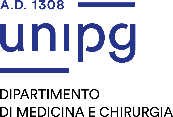 A.D. 1308
unipg
DIPARTIMENTO
DI MEDICINA E CHIRURGIA